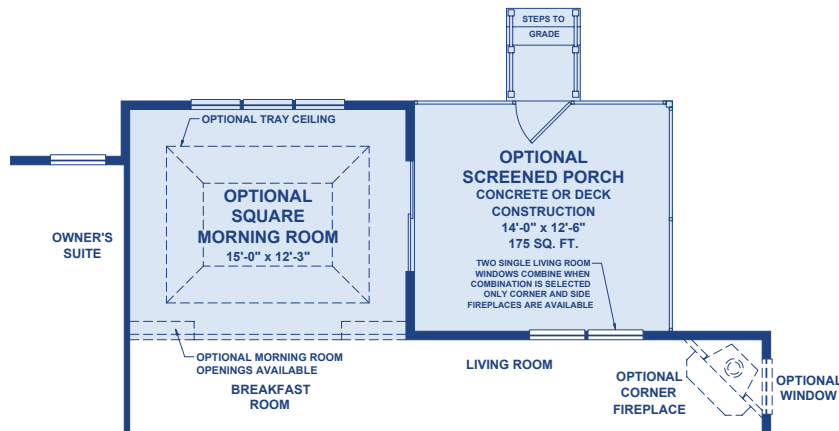 STEPS TO
GRADE
OPTIONAL TRAY CEILING
OPTIONAL
SQUARE
MORNING ROOM
15'-0" x 12'-3"
OPTIONAL
SCREENED PORCH
CONCRETE OR DECK
CONSTRUCTION
14'-0" x 12'-6"
175 SQ. FT.
TWO SINGLE LIVING ROOM
WINDOWS COMBINE WHEN
COMBINATION IS SELECTED
ONLY CORNER AND SIDE
FIREPLACES ARE AVAILABLE
OWNER'S
SUITE
OPTIONAL MORNING ROOM
OPENINGS AVAILABLE
BREAKFAST
ROOM
LIVING ROOM
OPTIONAL
CORNER
FIREPLACE
OPTIONAL
WINDOW